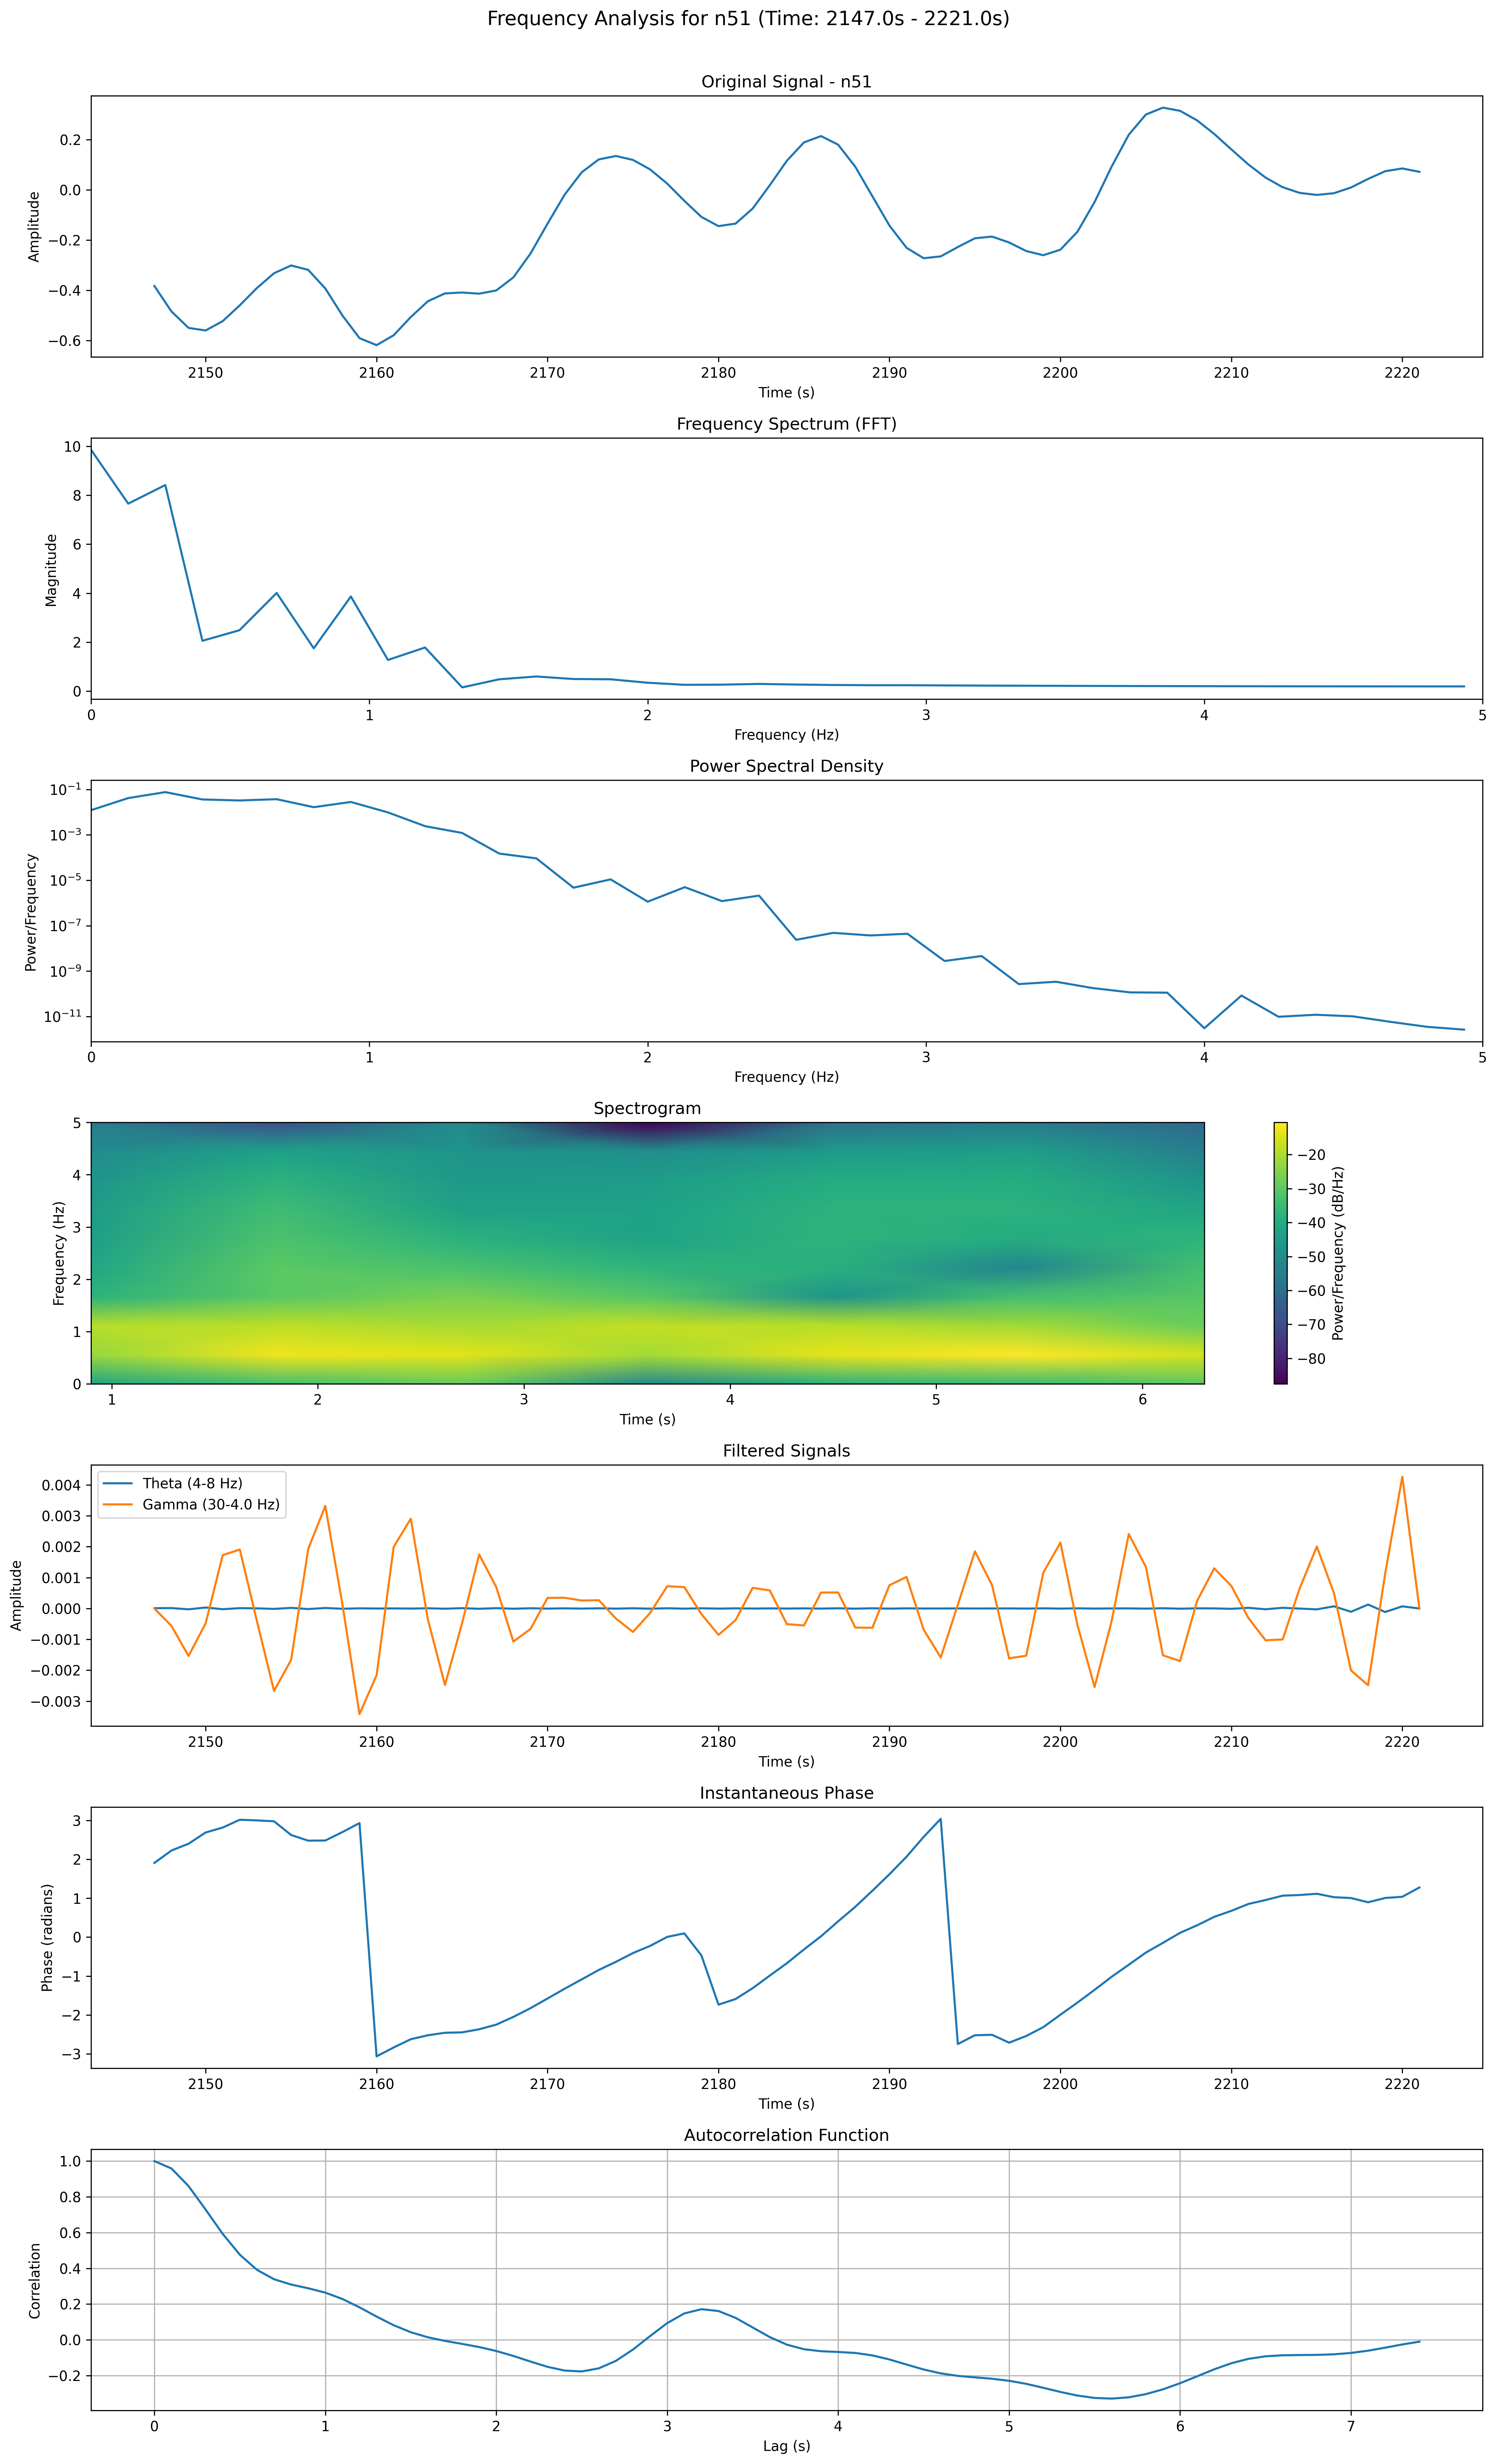 Frequency Analysis for n51 (Time: 2147.0s - 2221.0s)
Original Signal - n51
Amplitude
0.2
0.0
−0.2
−0.4
−0.6
2150 2160 2170 2180 2190 2200 2210 2220
Time (s)
Frequency Spectrum (FFT)
Magnitude
10
8
6
4
2
0
0 1 2 3 4 5
Frequency (Hz)
Power Spectral Density
Power/Frequency
10⁻¹
10⁻³
10⁻⁵
10⁻⁷
10⁻⁹
10⁻¹¹
0 1 2 3 4 5
Frequency (Hz)
Spectrogram
Frequency (Hz)
5
4
3
2
1
0
1 2 3 4 5 6
Time (s)
−20
−30
−40
−50
−60
−70
−80
Power/Frequency (dB/Hz)
Filtered Signals
Theta (4-8 Hz)
Gamma (30-4.0 Hz)
Amplitude
0.004
0.003
0.002
0.001
0.000
−0.001
−0.002
−0.003
2150 2160 2170 2180 2190 2200 2210 2220
Time (s)
Instantaneous Phase
Phase (radians)
3
2
1
0
−1
−2
−3
2150 2160 2170 2180 2190 2200 2210 2220
Time (s)
Autocorrelation Function
Correlation
1.0
0.8
0.6
0.4
0.2
0.0
−0.2
0 1 2 3 4 5 6 7
Lag (s)